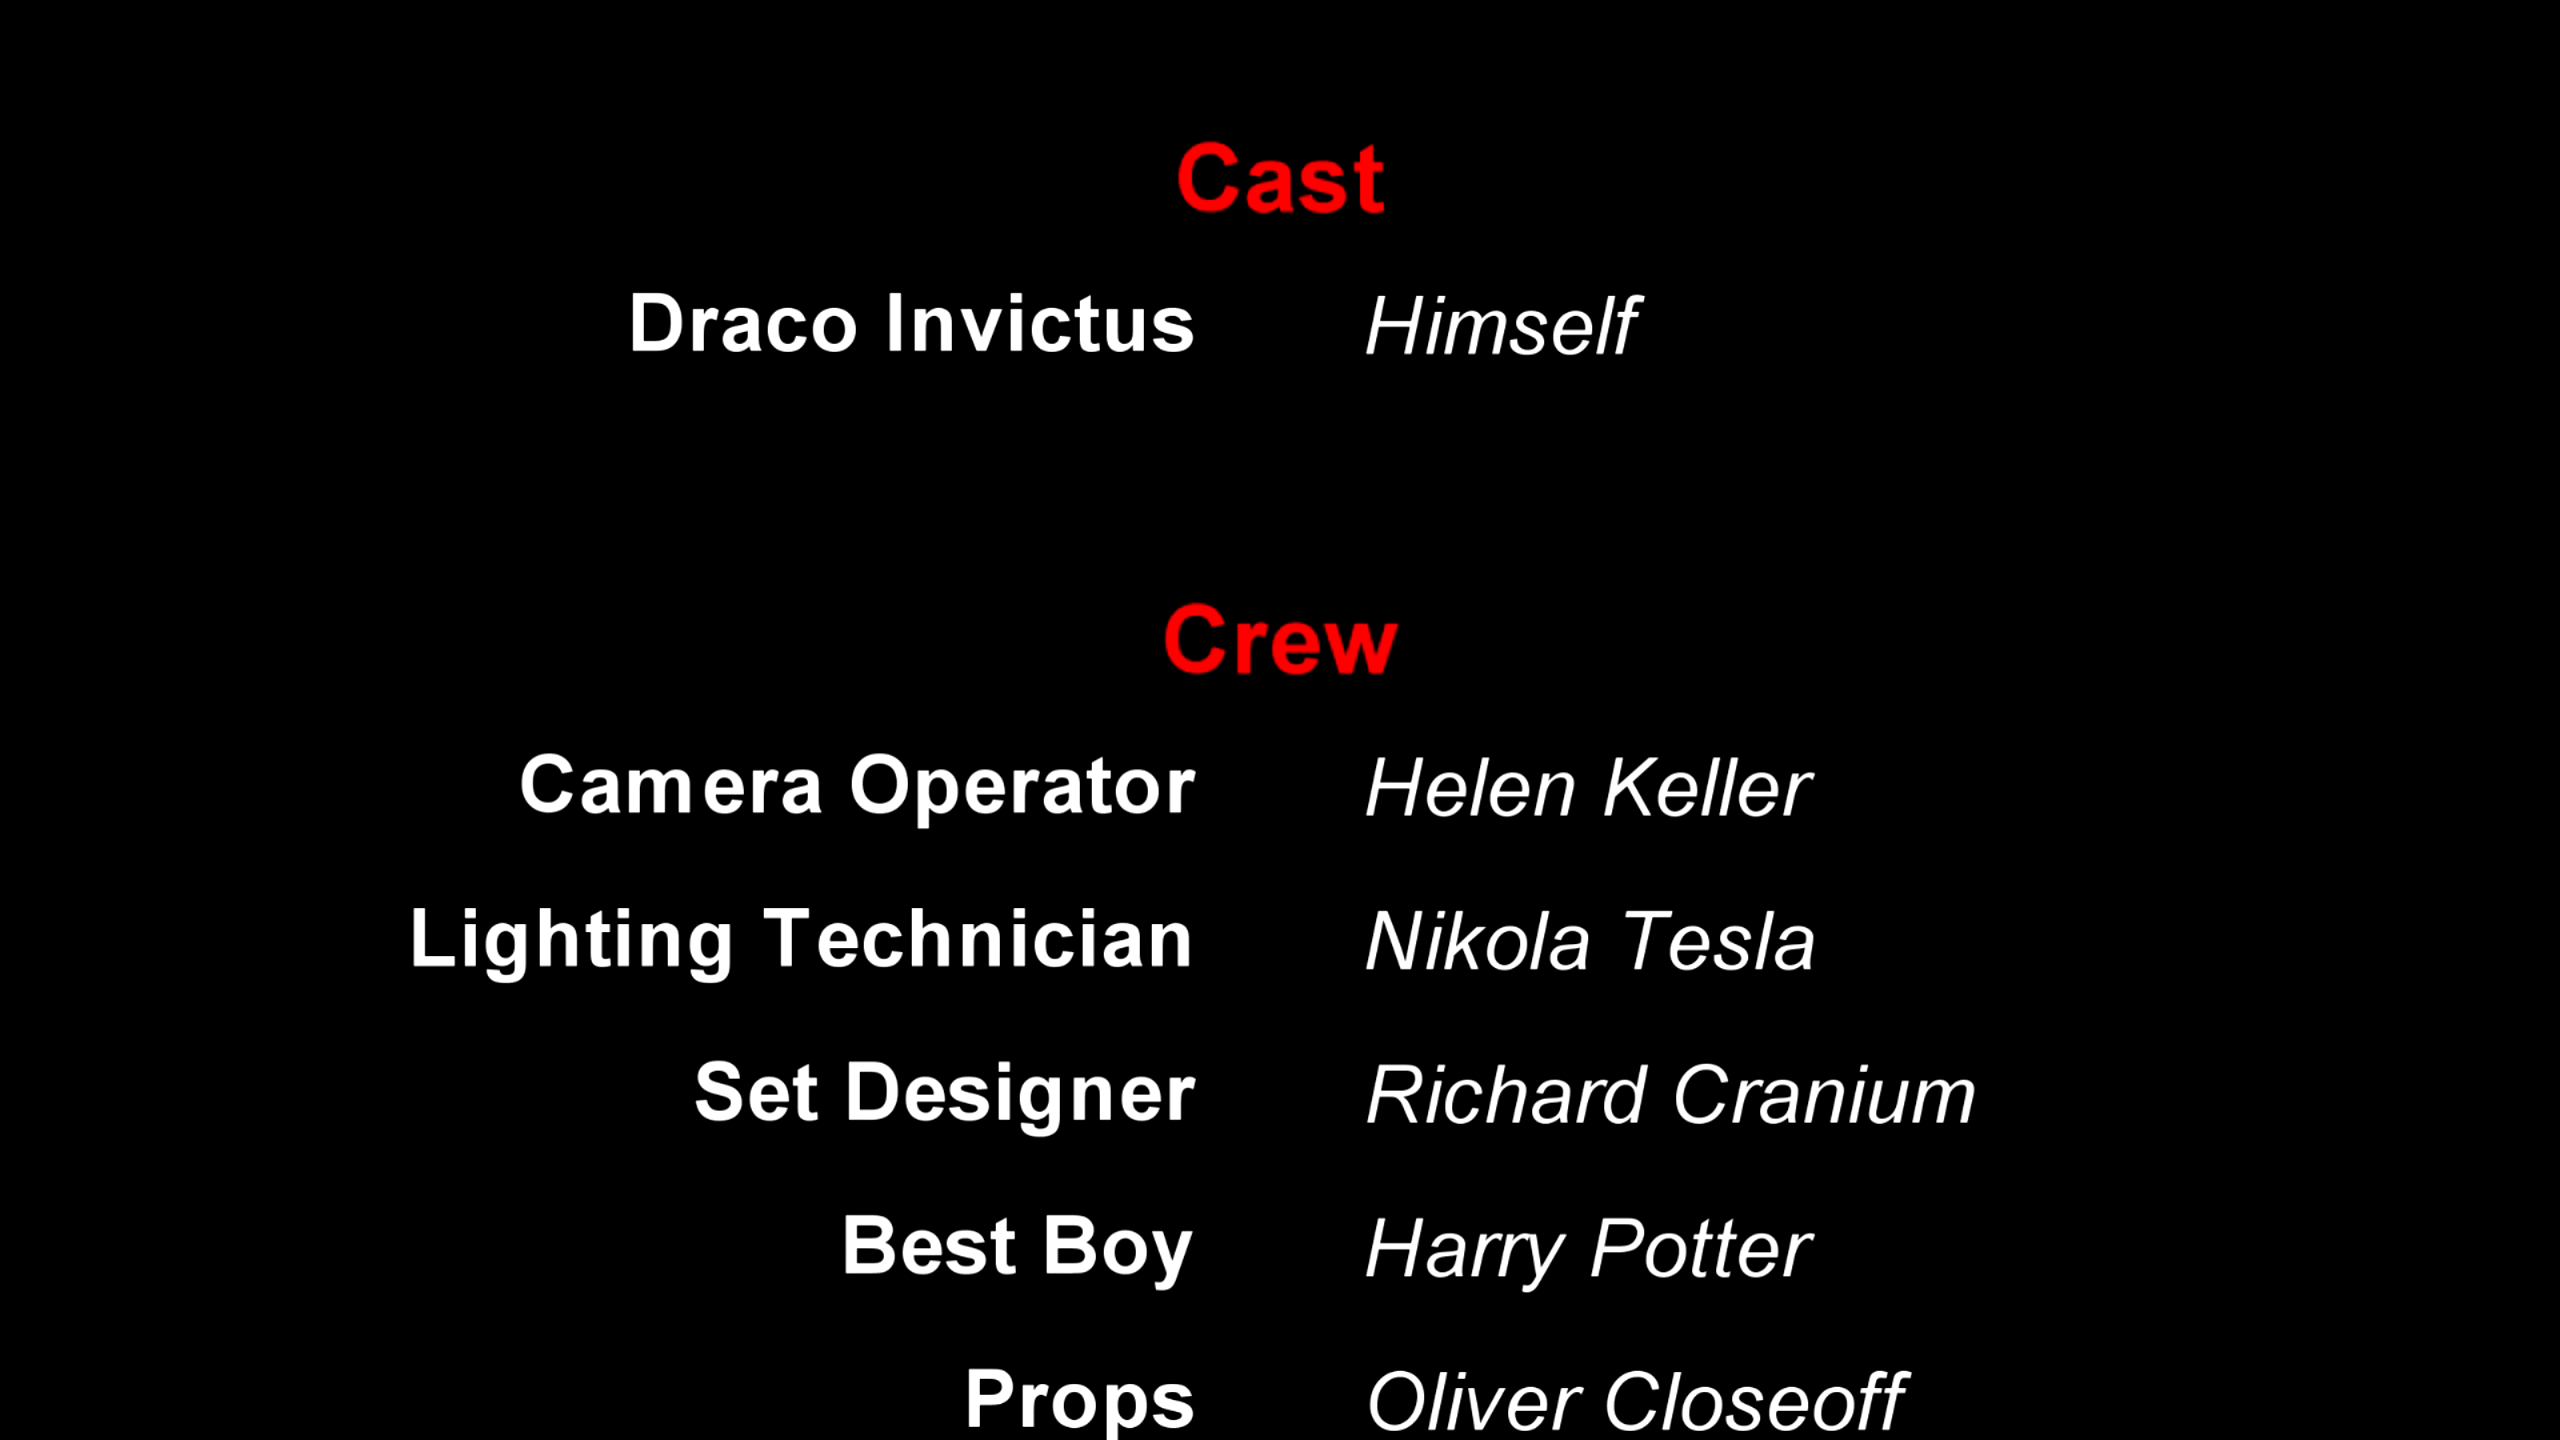 Cast
Draco Invictus Himself
Crew
Camera Operator Helen Keller
Lighting Technician Nikola Tesla
Set Designer Richard Cranium
Best Boy Harry Potter
Props Oliver Closeoff